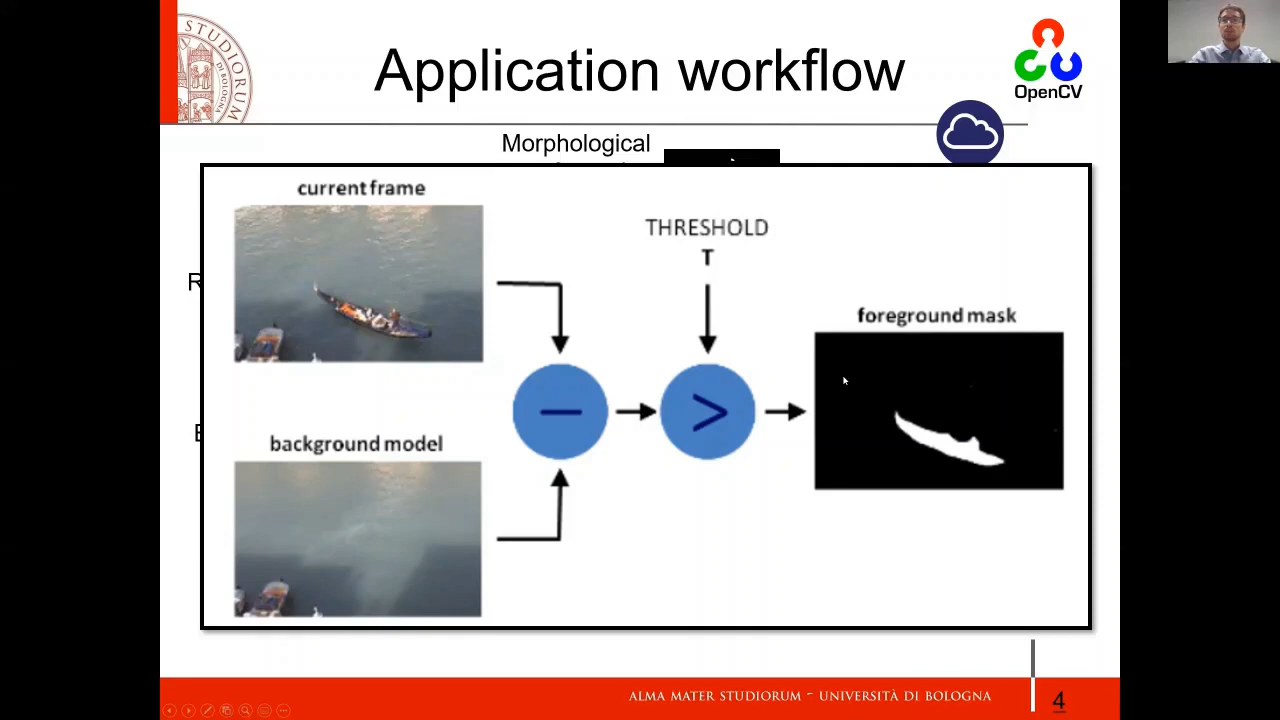 Application workflow
OpenCV
Morphological
current frame
THRESHOLD
T
R
foreground mask
background model
ALMA MATER STUDIORUM – UNIVERSITÀ DI BOLOGNA
4